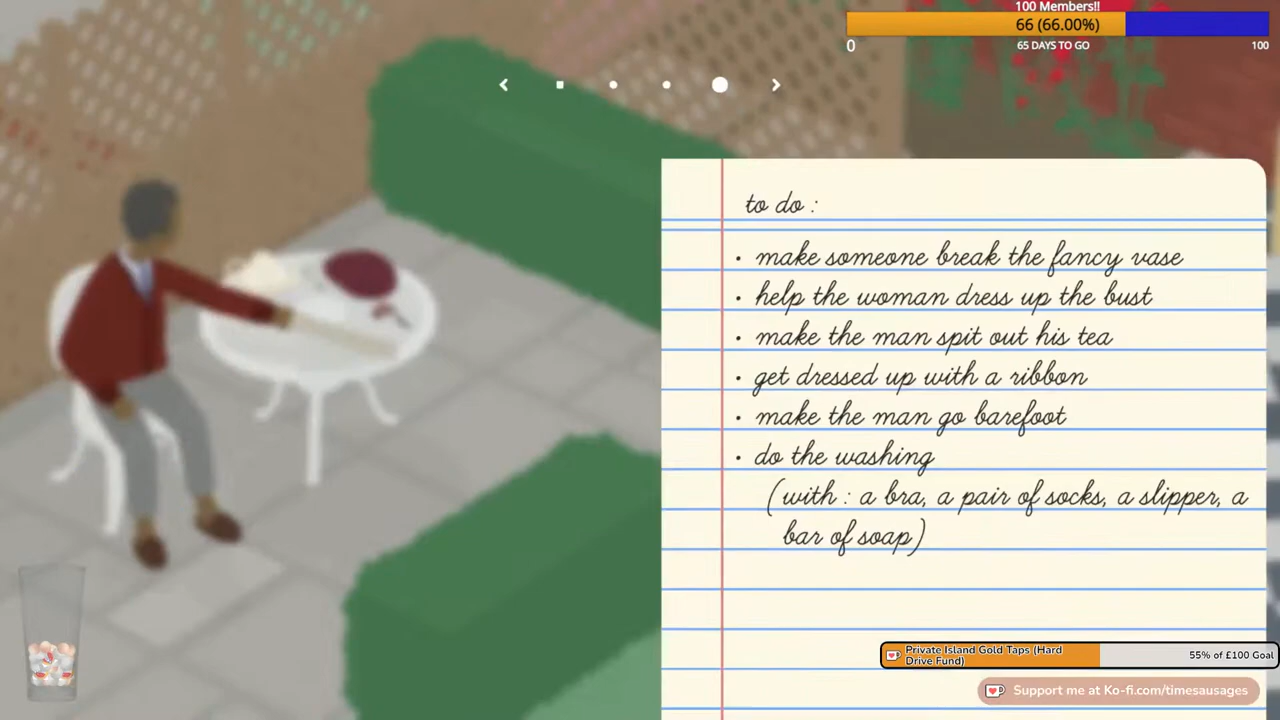 100 Members!!
66 (66.00%)
0
65 DAYS TO GO
100
to do :
• make someone break the fancy vase
• help the woman dress up the bust
• make the man spit out his tea
• get dressed up with a ribbon
• make the man go barefoot
• do the washing
(with : a bra, a pair of socks, a slipper, a
bar of soap)
Private Island Gold Taps (Hard
Drive Fund)
55% of £100 Goal
Support me at Ko-fi.com/timesausages